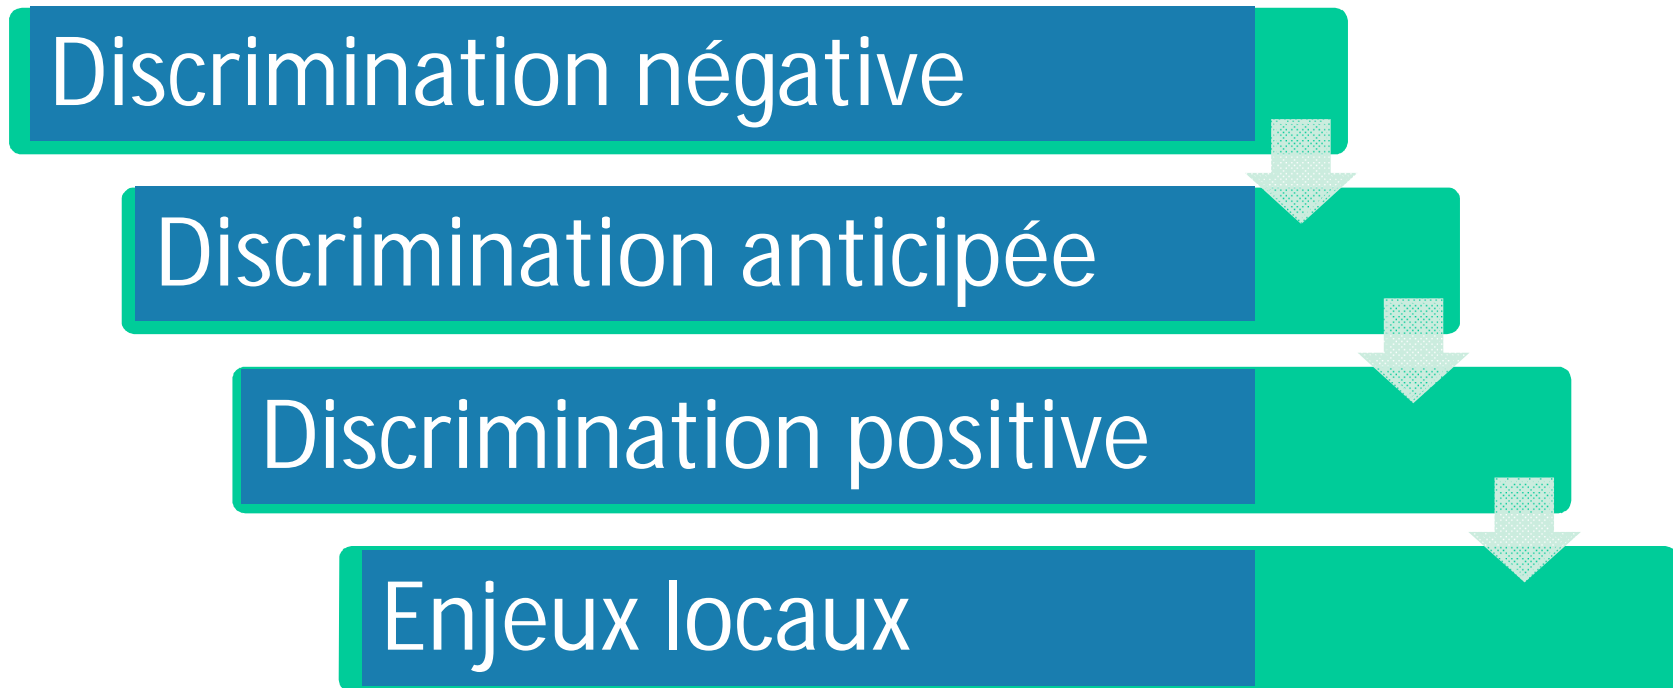 Discrimination négative
Discrimination anticipée
Discrimination positive
Enjeux locaux